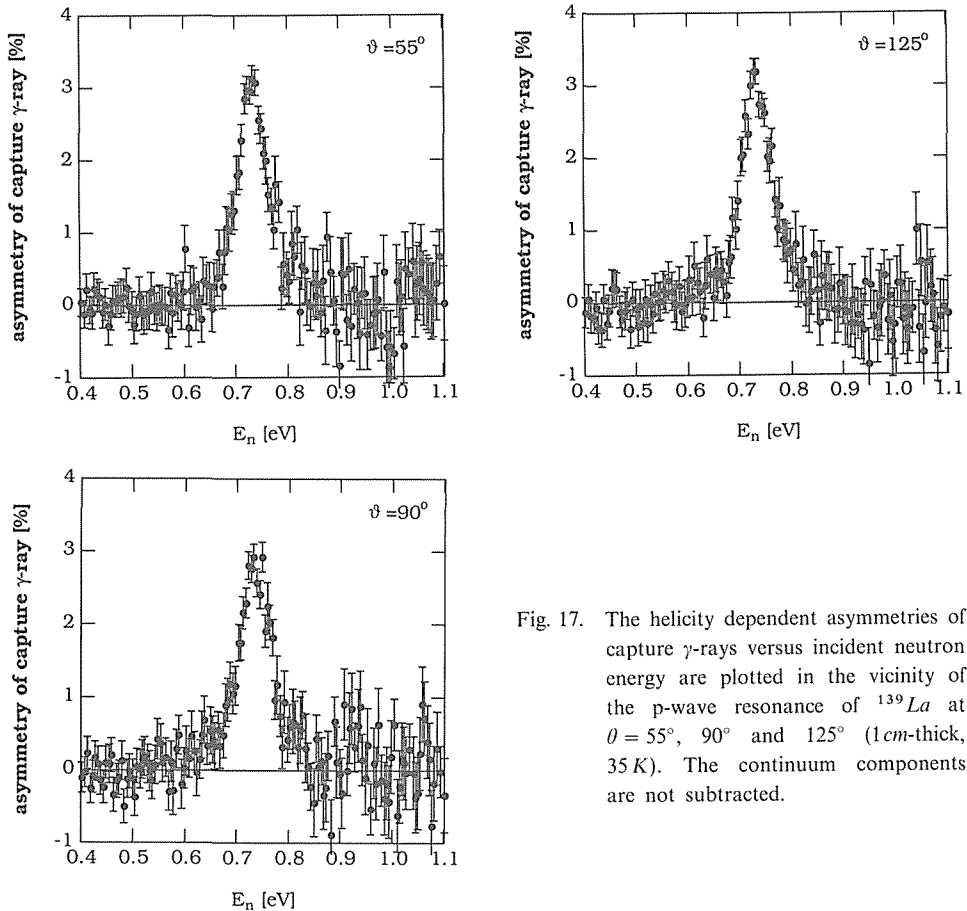 asymmetry of capture γ-ray [%]
4
3
2
1
0
-1
ϑ =55°
0.4 0.5 0.6 0.7 0.8 0.9 1.0 1.1
E_n [eV]
asymmetry of capture γ-ray [%]
4
3
2
1
0
-1
ϑ =125°
0.4 0.5 0.6 0.7 0.8 0.9 1.0 1.1
E_n [eV]
asymmetry of capture γ-ray [%]
4
3
2
1
0
-1
ϑ =90°
0.4 0.5 0.6 0.7 0.8 0.9 1.0 1.1
E_n [eV]
Fig. 17. The helicity dependent asymmetries of
capture γ-rays versus incident neutron
energy are plotted in the vicinity of
the p-wave resonance of ¹³⁹La at
θ = 55°, 90° and 125° (1cm-thick,
35 K). The continuum components
are not subtracted.